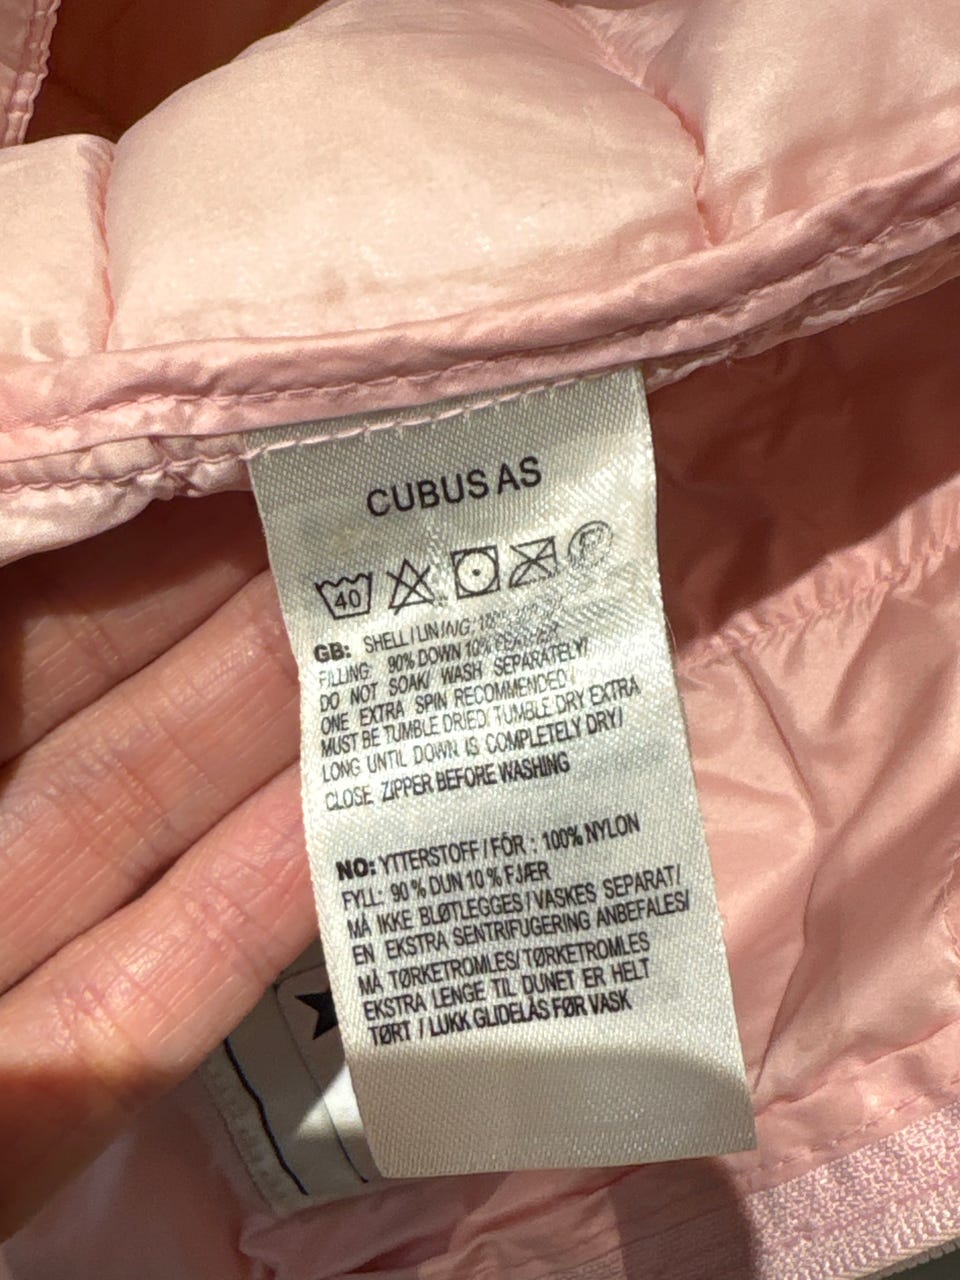 CUBUS AS
40
GB: SHELL / LINING:
FILLING: 90% DOWN 10% FEATHER
DO NOT SOAK/ WASH SEPARATELY/
ONE EXTRA SPIN RECOMMENDED/
MUST BE TUMBLE DRIED/ TUMBLE DRY EXTRA
LONG UNTIL DOWN IS COMPLETELY DRY/
CLOSE ZIPPER BEFORE WASHING
NO: YTTERSTOFF / FÓR : 100% NYLON
FYLL: 90 % DUN 10 % FJÆR
MÅ IKKE BLØTLEGGES / VASKES SEPARAT/
EN EKSTRA SENTRIFUGERING ANBEFALES/
MÅ TØRKETROMLES/ TØRKETROMLES
EKSTRA LENGE TIL DUNET ER HELT
TØRT / LUKK GLIDELÅS FØR VASK